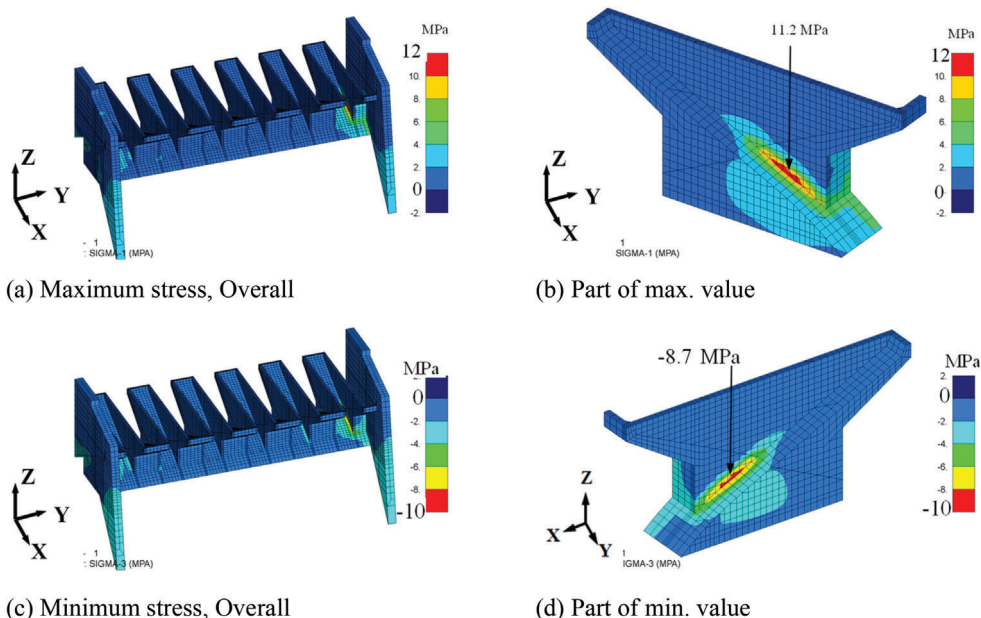 MPa
12
10.
8.
6.
4.
2
0
-2.
Z
Y
X
- 1
: SIGMA-1 (MPA)
(a) Maximum stress, Overall
11.2 MPa
MPa
12
10.
8.
6.
4.
2
0
-2.
Z
Y
X
1
SIGMA-1 (MPA)
(b) Part of max. value
MPa
2.
0
-2.
-4.
-6.
-8.
-10
Z
Y
X
- 1
: SIGMA-3 (MPA)
(c) Minimum stress, Overall
-8.7 MPa
MPa
2.
0
-2.
-4.
-6.
-8.
-10
Z
X
Y
1
IGMA-3 (MPA)
(d) Part of min. value